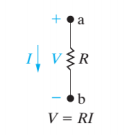 + a
I V R
− b
V = RI